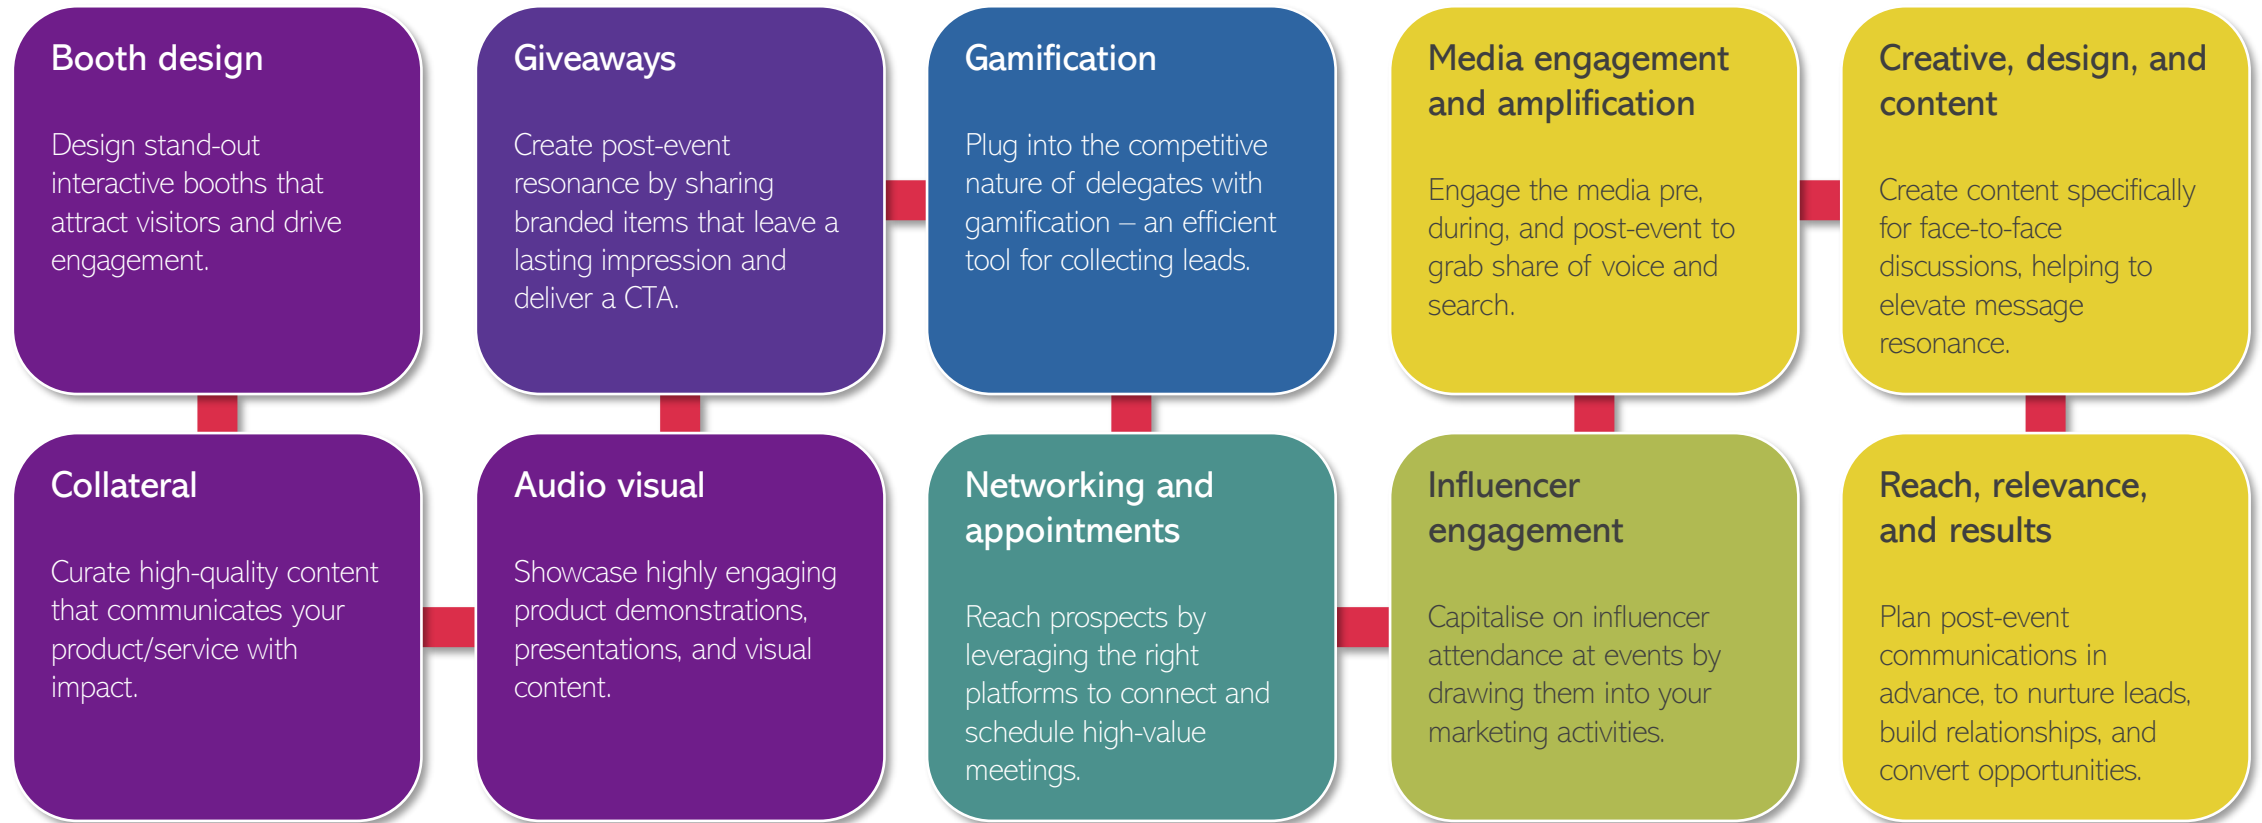 Booth design
Design stand-out
interactive booths that
attract visitors and drive
engagement.
Collateral
Curate high-quality content
that communicates your
product/service with
impact.
Audio visual
Showcase highly engaging
product demonstrations,
presentations, and visual
content.
Giveaways
Create post-event
resonance by sharing
branded items that leave a
lasting impression and
deliver a CTA.
Gamification
Plug into the competitive
nature of delegates with
gamification – an efficient
tool for collecting leads.
Networking and
appointments
Reach prospects by
leveraging the right
platforms to connect and
schedule high-value
meetings.
Influencer
engagement
Capitalise on influencer
attendance at events by
drawing them into your
marketing activities.
Media engagement
and amplification
Engage the media pre,
during, and post-event to
grab share of voice and
search.
Creative, design, and
content
Create content specifically
for face-to-face
discussions, helping to
elevate message
resonance.
Reach, relevance,
and results
Plan post-event
communications in
advance, to nurture leads,
build relationships, and
convert opportunities.